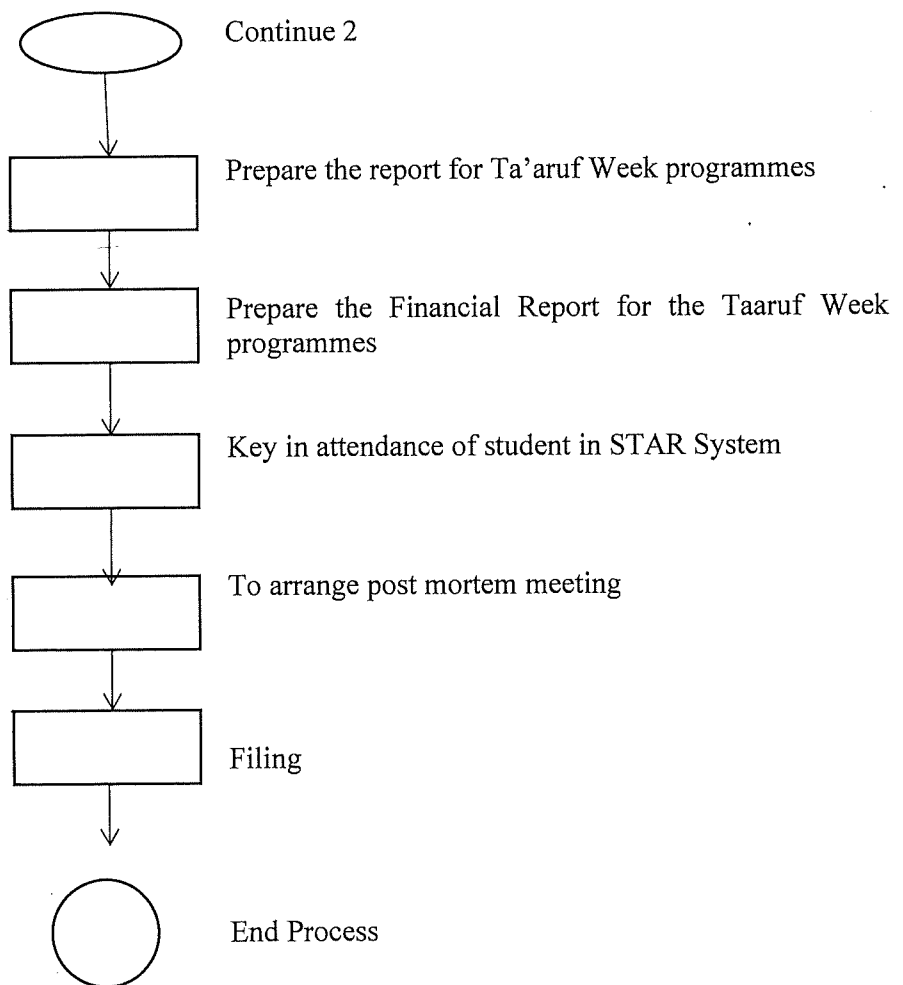 Continue 2
Prepare the report for Ta’aruf Week programmes
Prepare the Financial Report for the Taaruf Week
programmes
Key in attendance of student in STAR System
To arrange post mortem meeting
Filing
End Process